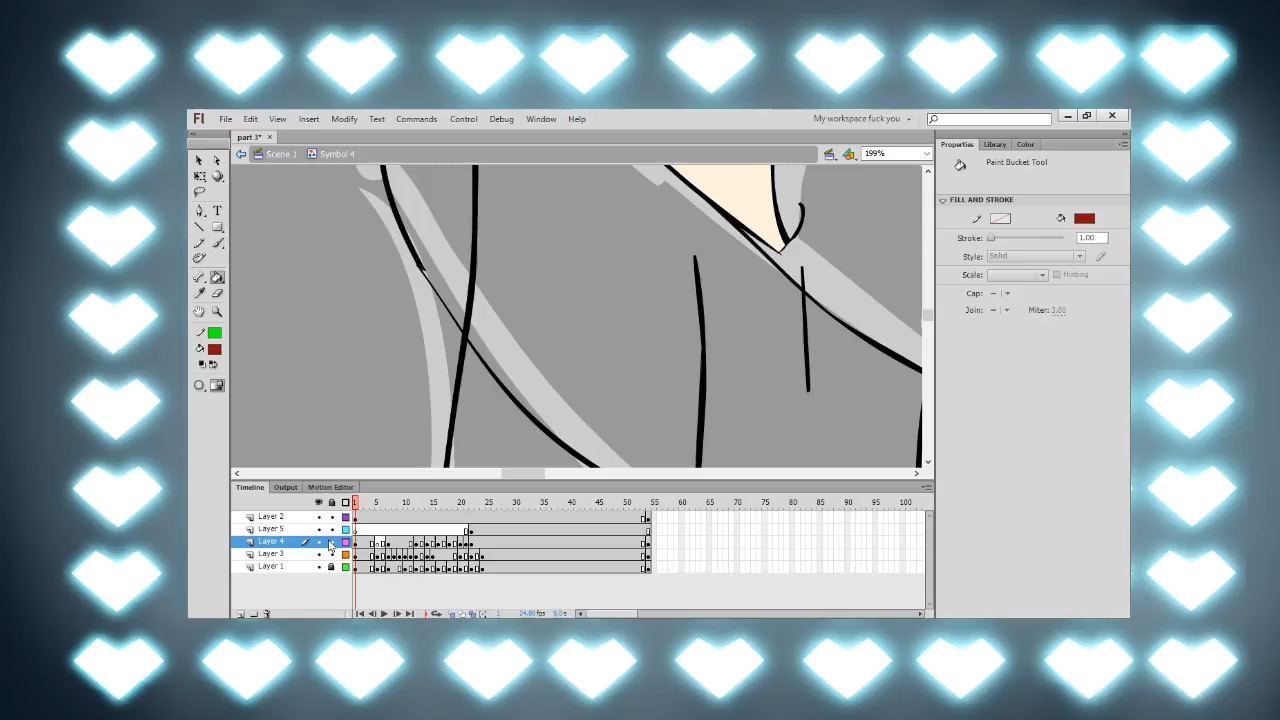 Fl File Edit View Insert Modify Text Commands Control Debug Window Help My workspace fuck you
part 3* ×
Scene 1 Symbol 4 199%
Properties Library Color
Paint Bucket Tool
FILL AND STROKE
Stroke: 1.00
Style: Solid
Scale: Hinting
Cap:
Join: Miter: 3.00
Timeline Output Motion Editor
1 5 10 15 20 25 30 35 40 45 50 55 60 65 70 75 80 85 90 95 100
Layer 2
Layer 5
Layer 4
Layer 3
Layer 1
1 24.00 fps 0.0 s